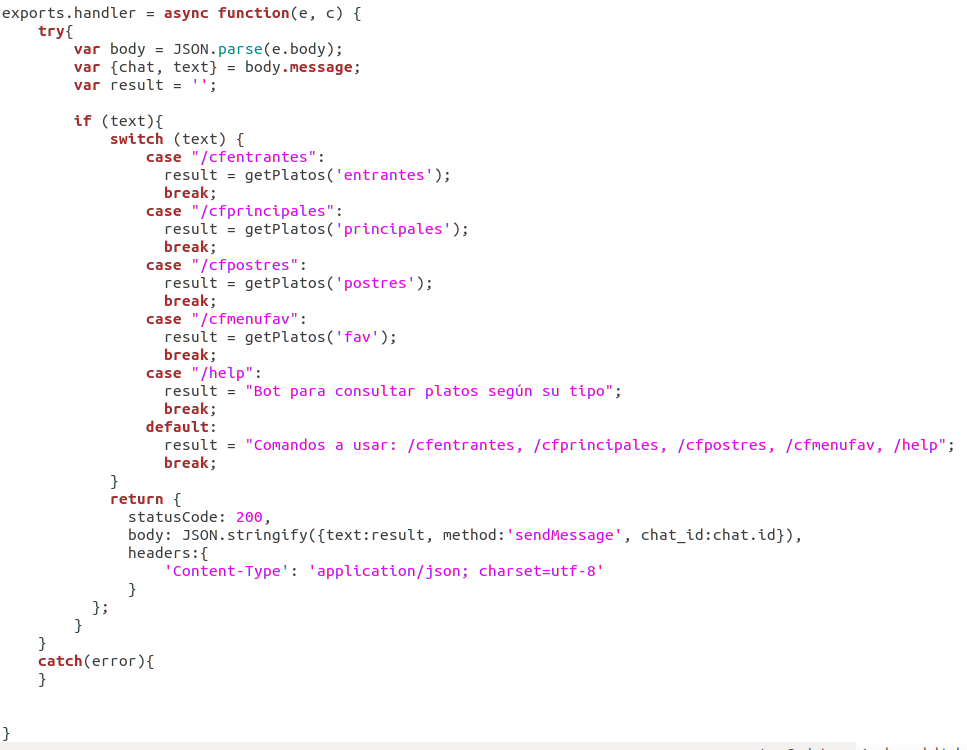 exports.handler = async function(e, c) {
    try{
        var body = JSON.parse(e.body);
        var {chat, text} = body.message;
        var result = '';
        if (text){
            switch (text) {
                case "/cfentrantes":
                  result = getPlatos('entrantes');
                  break;
                case "/cfprincipales":
                  result = getPlatos('principales');
                  break;
                case "/cfpostres":
                  result = getPlatos('postres');
                  break;
                case "/cfmenufav":
                  result = getPlatos('fav');
                  break;
                case "/help":
                  result = "Bot para consultar platos según su tipo";
                  break;
                default:
                  result = "Comandos a usar: /cfentrantes, /cfprincipales, /cfpostres, /cfmenufav, /help";
                  break;
            }
            return {
              statusCode: 200,
              body: JSON.stringify({text:result, method:'sendMessage', chat_id:chat.id}),
              headers:{
                  'Content-Type': 'application/json; charset=utf-8'
              }
          };
        }
    }
    catch(error){
    }
}